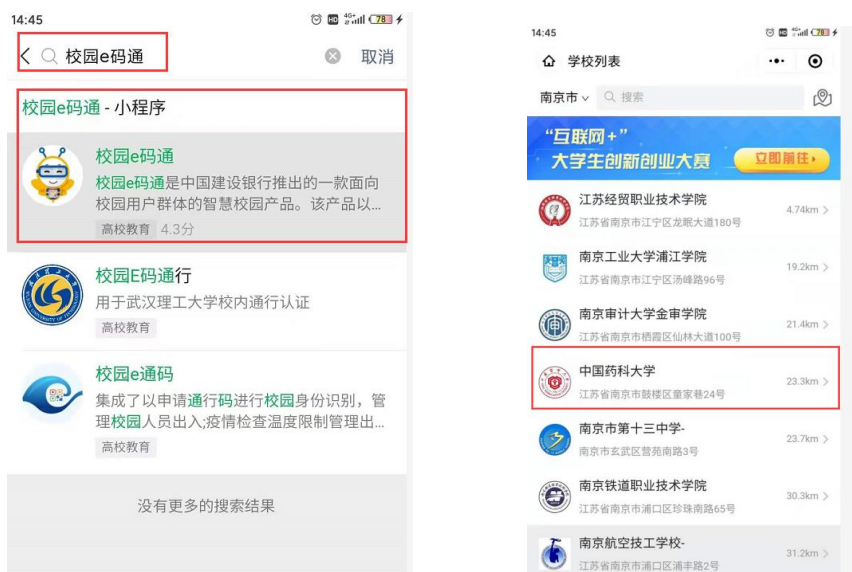 14:45
HD 4G 78
校园e码通
取消
校园e码通 - 小程序
校园e码通
校园e码通是中国建设银行推出的一款面向
校园用户群体的智慧校园产品。该产品以...
高校教育 4.3分
校园E码通行
用于武汉理工大学校内通行认证
高校教育
校园e通码
集成了以申请通行码进行校园身份识别，管
理校园人员出入;疫情检查温度限制管理出...
高校教育
没有更多的搜索结果
14:45
HD 4G 78
学校列表
南京市 搜索
“互联网+”
大学生创新创业大赛
立即前往
江苏经贸职业技术学院
江苏省南京市江宁区龙眠大道180号
4.74km
南京工业大学浦江学院
江苏省南京市江宁区汤峰路96号
19.2km
南京审计大学金审学院
江苏省南京市栖霞区仙林大道100号
21.4km
中国药科大学
江苏省南京市鼓楼区童家巷24号
23.3km
南京市第十三中学-
南京市玄武区营苑南路3号
23.7km
南京铁道职业技术学院
江苏省南京市浦口区珍珠南路65号
30.3km
南京航空技工学校-
江苏省南京市浦口区浦丰路2号
31.2km